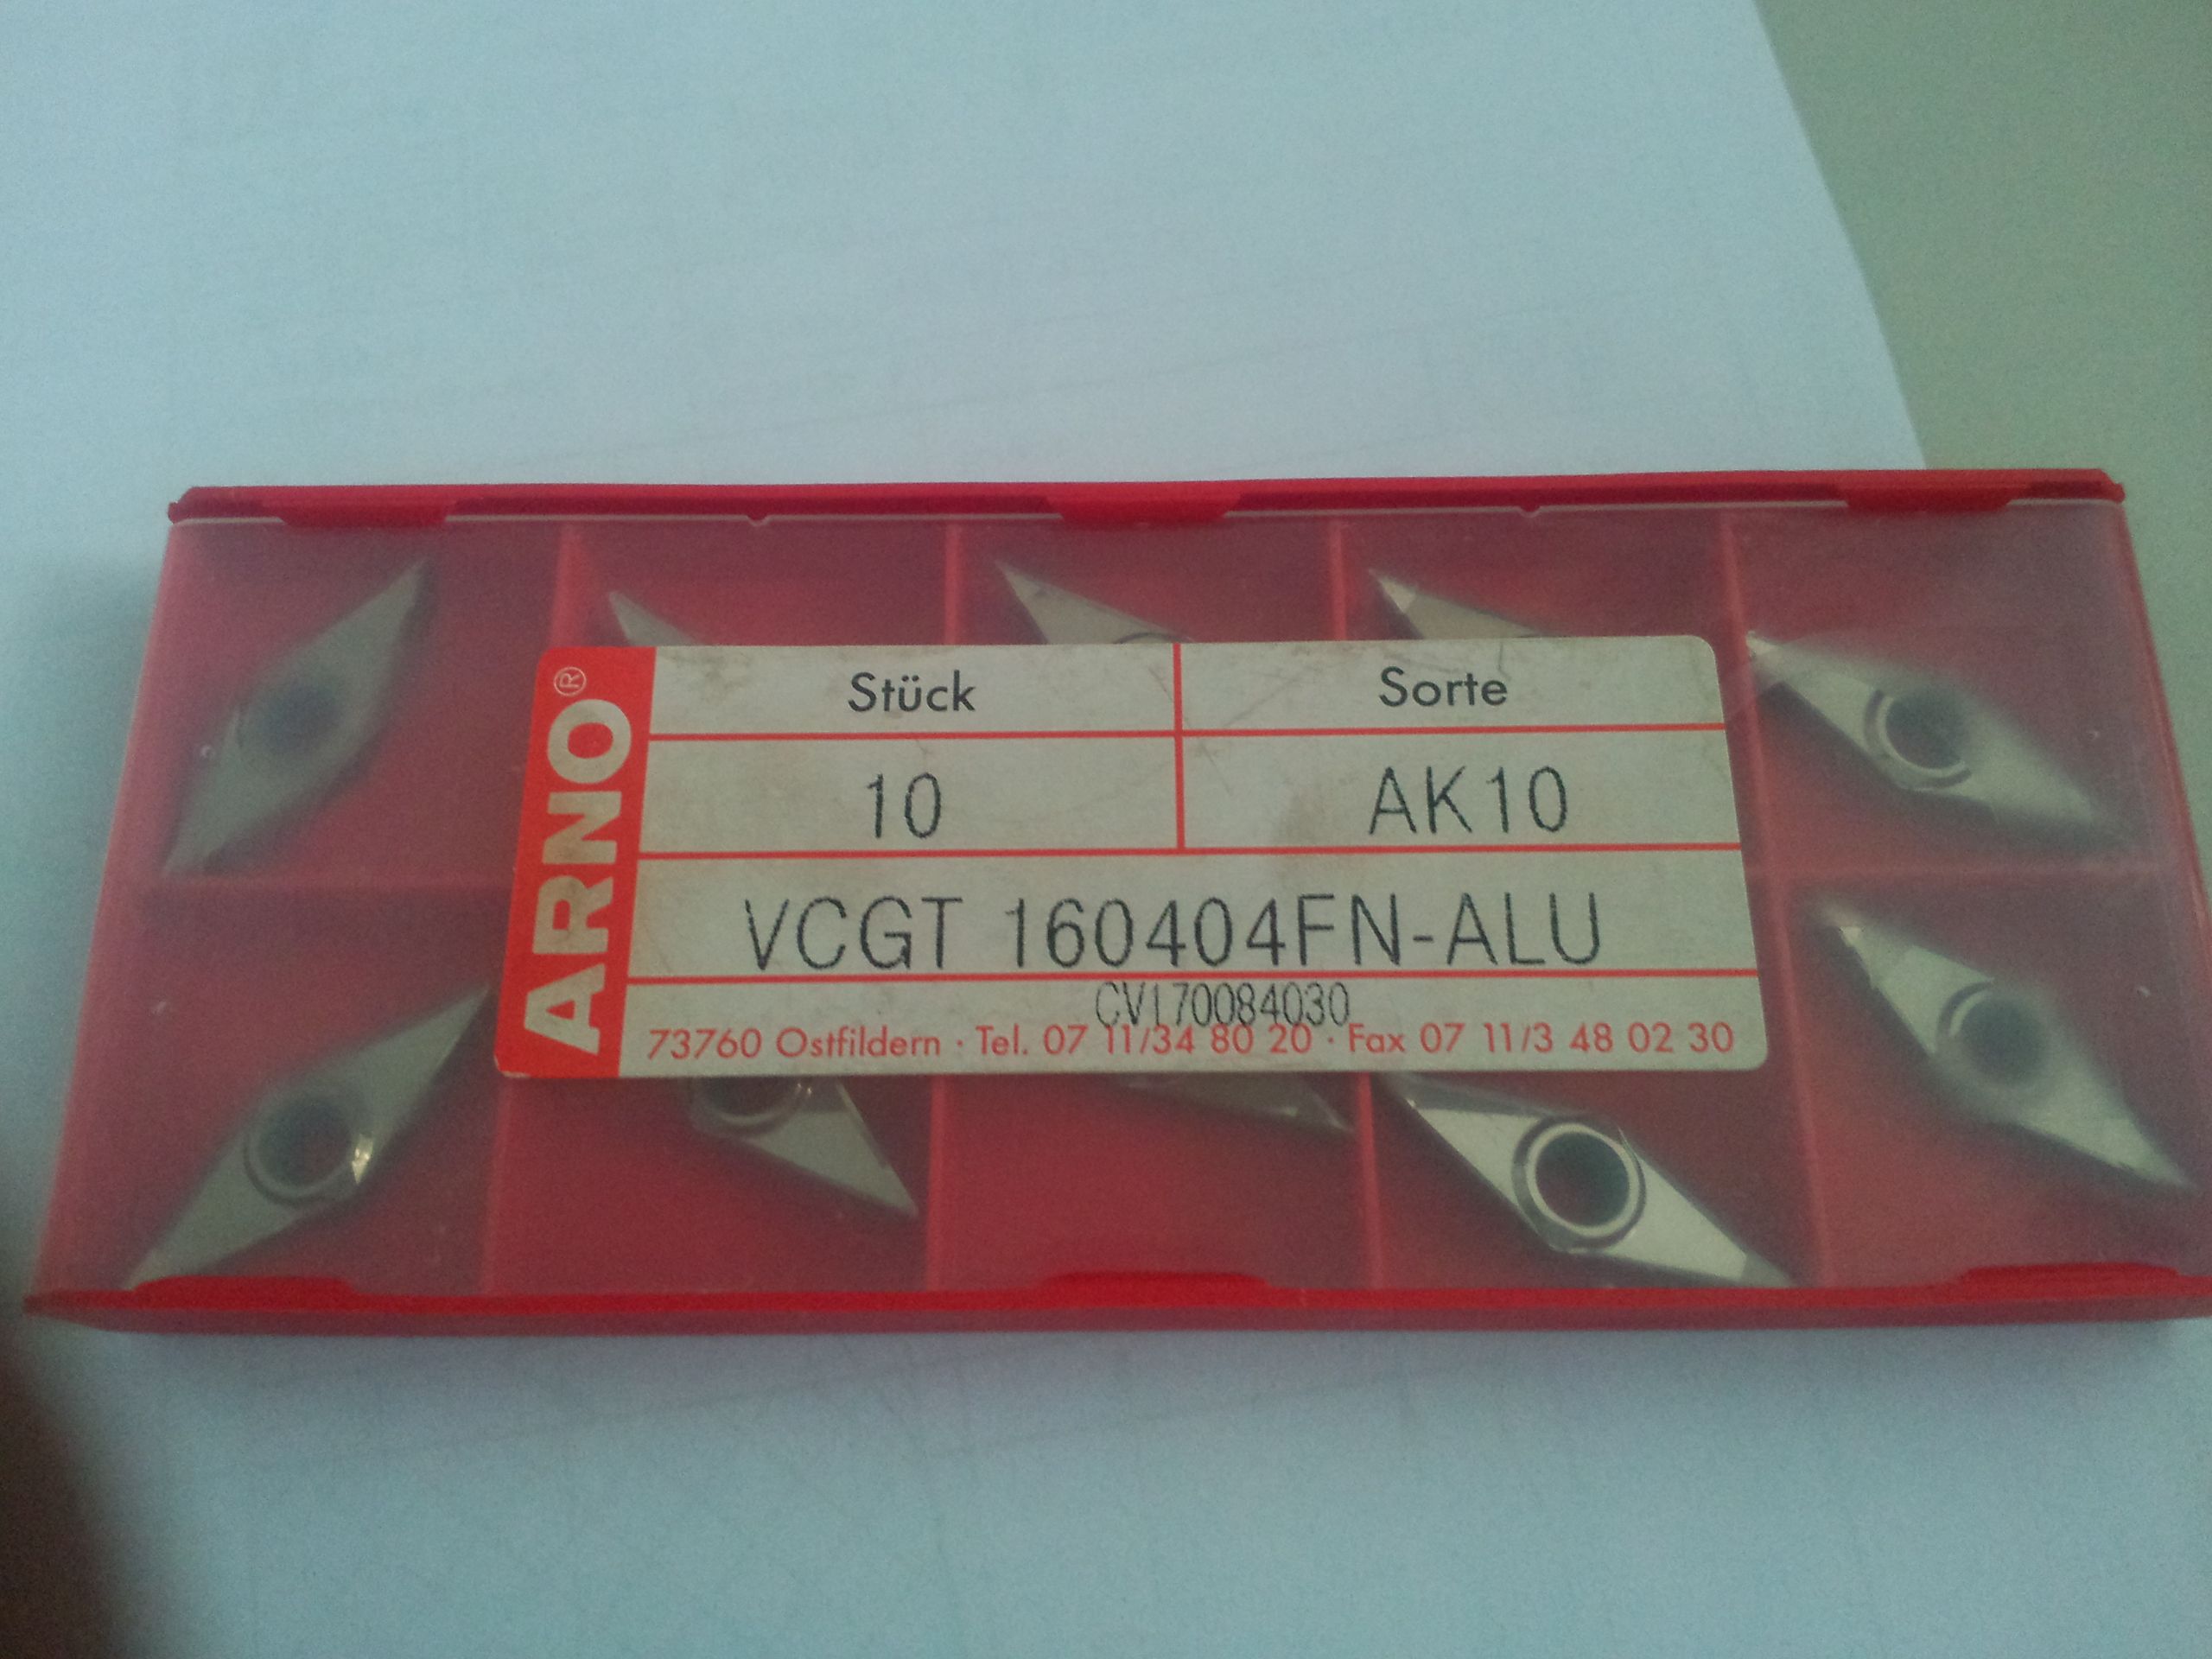 ARNO®
Stück Sorte
10 AK10
VCGT 160404FN-ALU
CV170084030
73760 Ostfildern · Tel. 07 11/34 80 20 · Fax 07 11/3 48 02 30